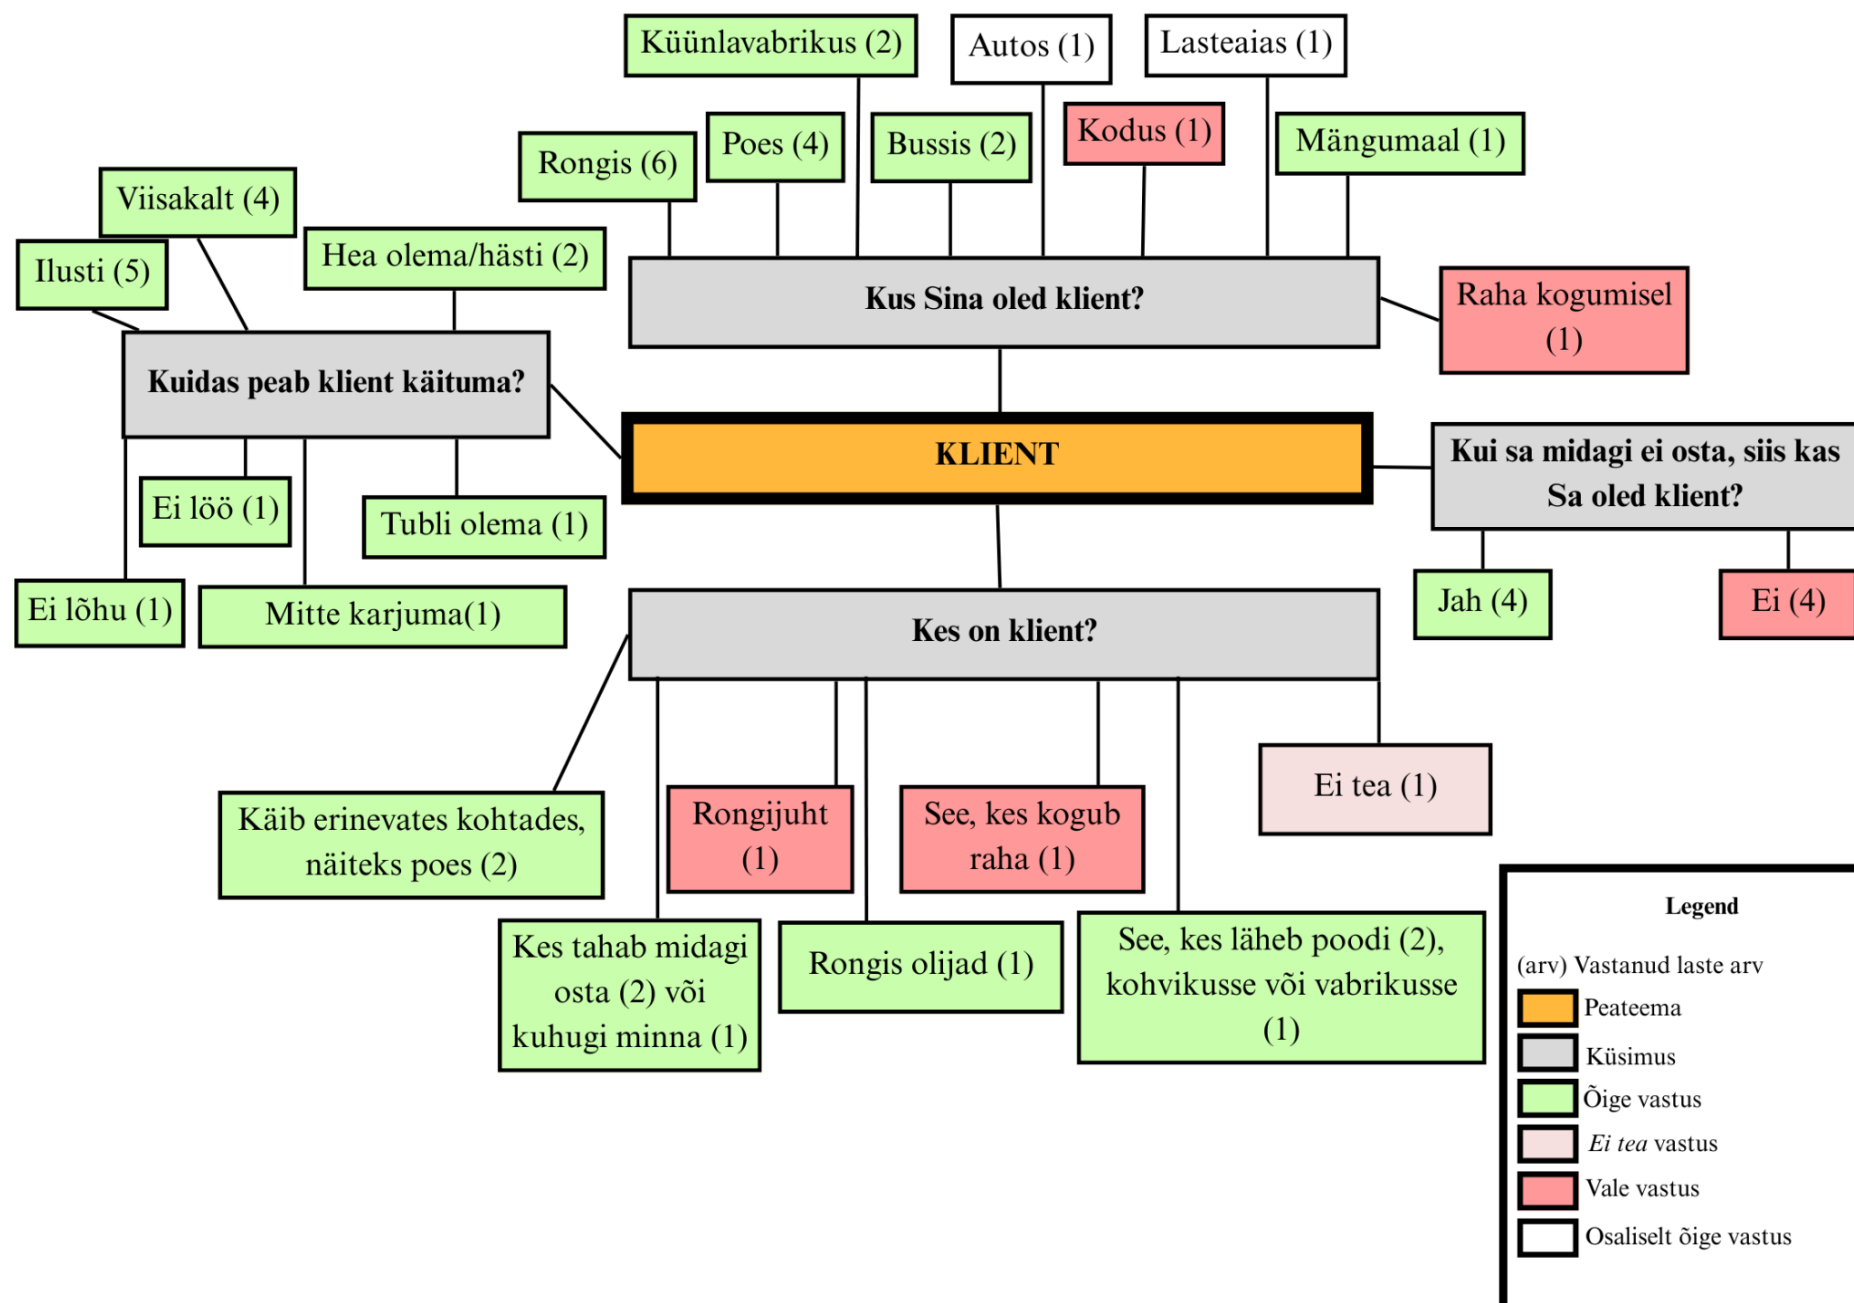 Küünlavabrikus (2)
Autos (1)
Lasteaias (1)
Rongis (6)
Poes (4)
Bussis (2)
Kodus (1)
Mängumaal (1)
Viisakalt (4)
Ilusti (5)
Hea olema/hästi (2)
Kus Sina oled klient?
Raha kogumisel
(1)
Kuidas peab klient käituma?
KLIENT
Kui sa midagi ei osta, siis kas
Sa oled klient?
Ei löö (1)
Tubli olema (1)
Ei lõhu (1)
Mitte karjuma(1)
Jah (4)
Ei (4)
Kes on klient?
Käib erinevates kohtades,
näiteks poes (2)
Rongijuht
(1)
See, kes kogub
raha (1)
Ei tea (1)
Kes tahab midagi
osta (2) või
kuhugi minna (1)
Rongis olijad (1)
See, kes läheb poodi (2),
kohvikusse või vabrikusse
(1)
Legend
(arv) Vastanud laste arv
Peateema
Küsimus
Õige vastus
Ei tea vastus
Vale vastus
Osaliselt õige vastus